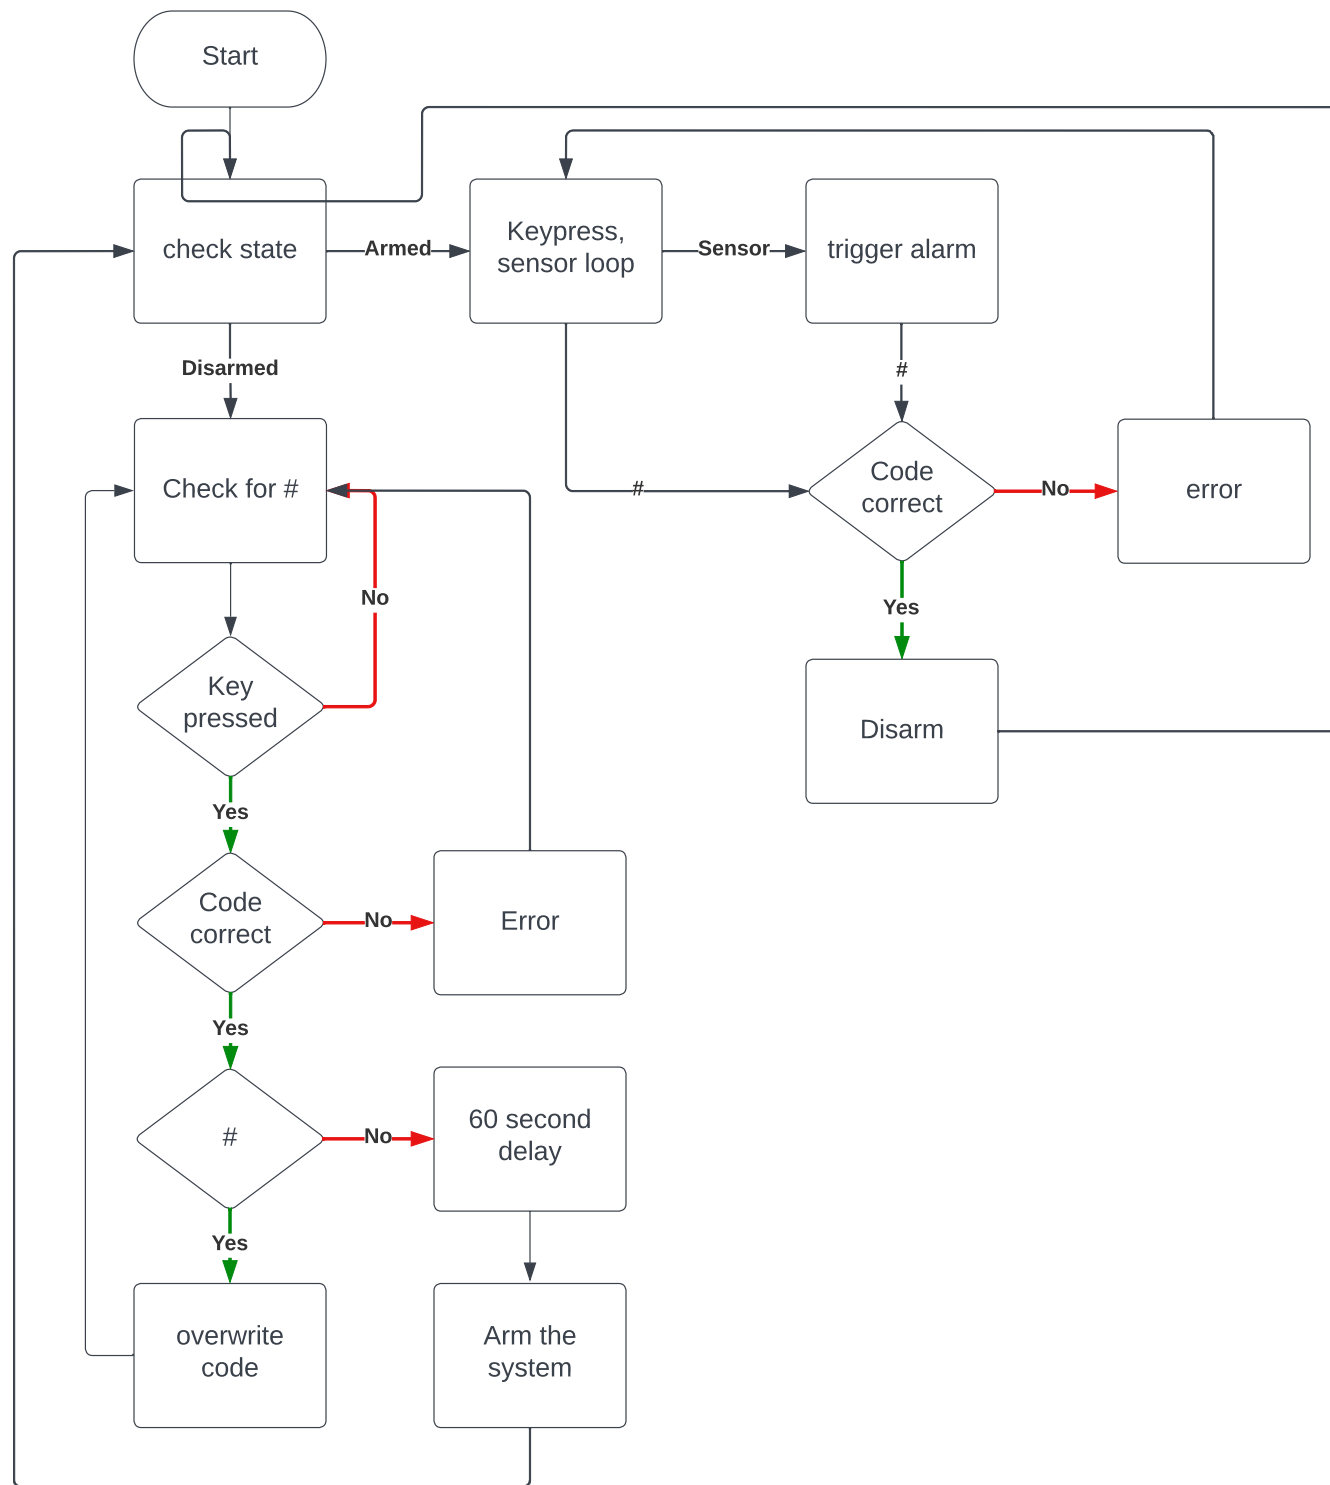 Start
check state
Armed
Keypress,
sensor loop
Sensor
trigger alarm
Disarmed
#
Check for #
#
Code
correct
No
error
No
Yes
Key
pressed
Disarm
Yes
Code
correct
No
Error
Yes
#
No
60 second
delay
Yes
overwrite
code
Arm the
system